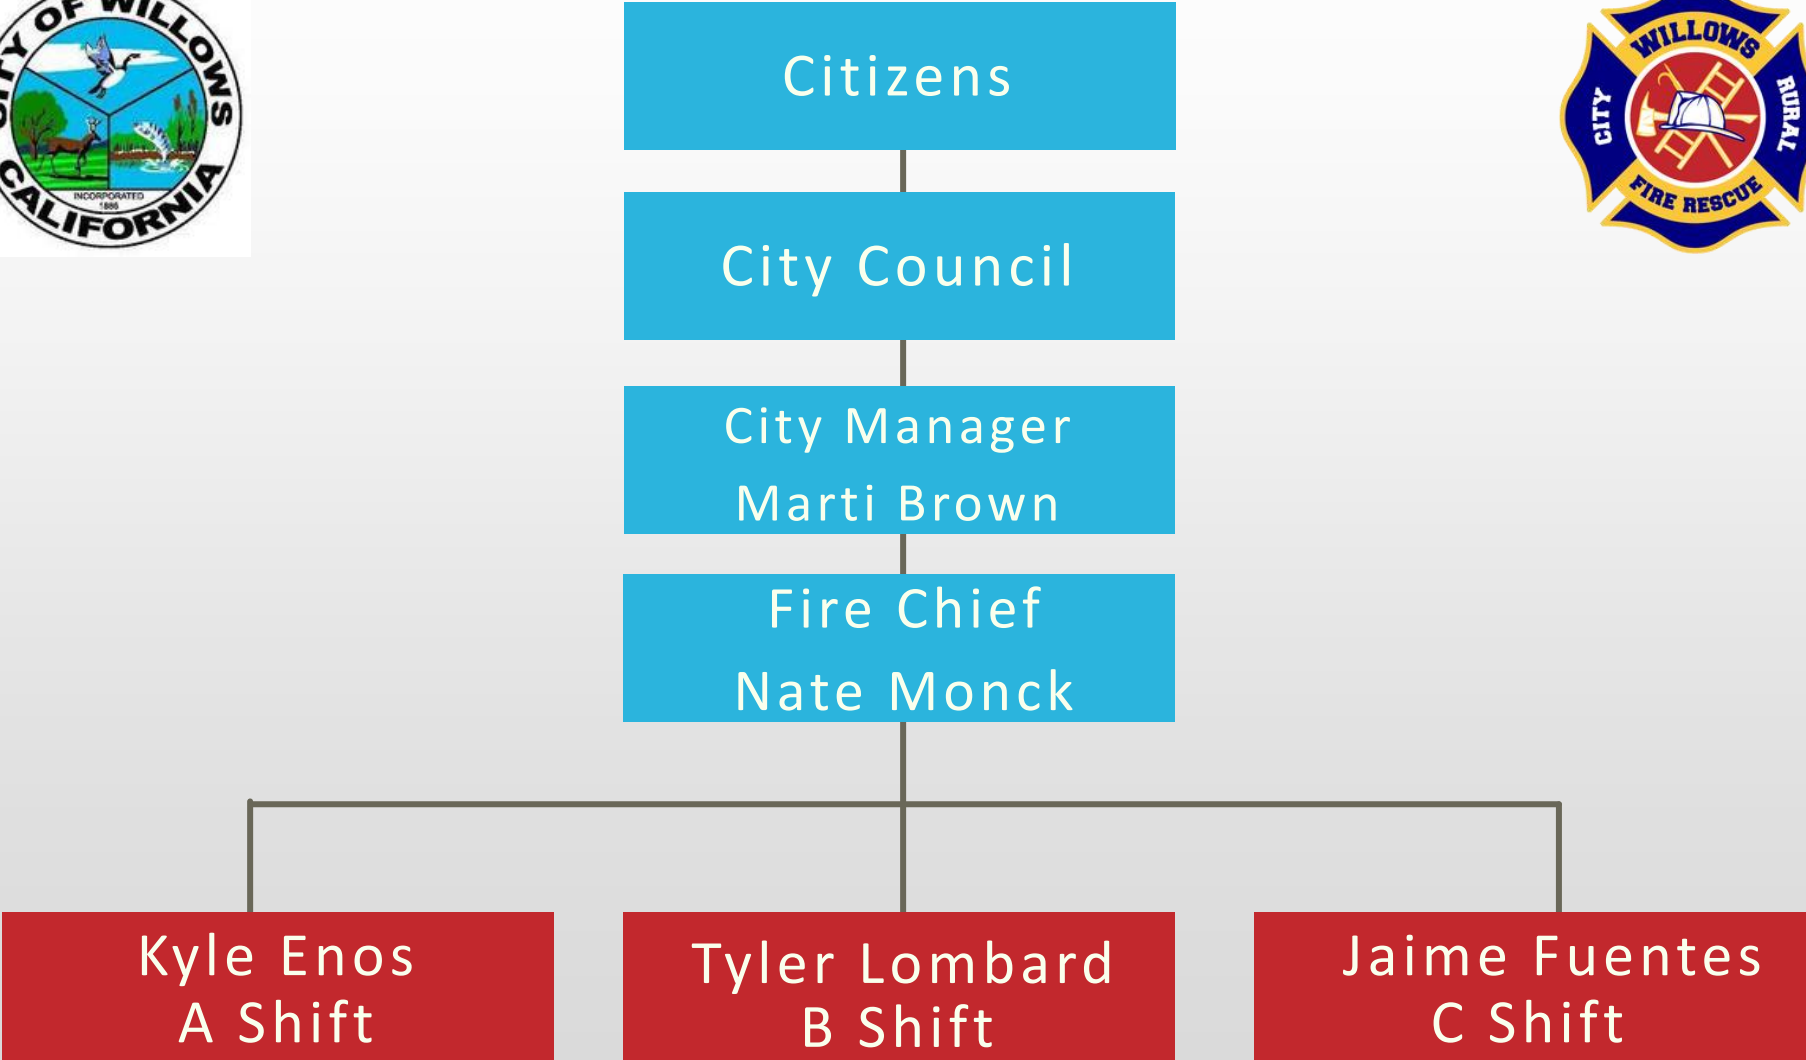 CITY OF WILLOWS
CALIFORNIA
INCORPORATED
1886
WILLOWS
CITY
RURAL
FIRE RESCUE
Citizens
City Council
City Manager
Marti Brown
Fire Chief
Nate Monck
Kyle Enos
A Shift
Tyler Lombard
B Shift
Jaime Fuentes
C Shift